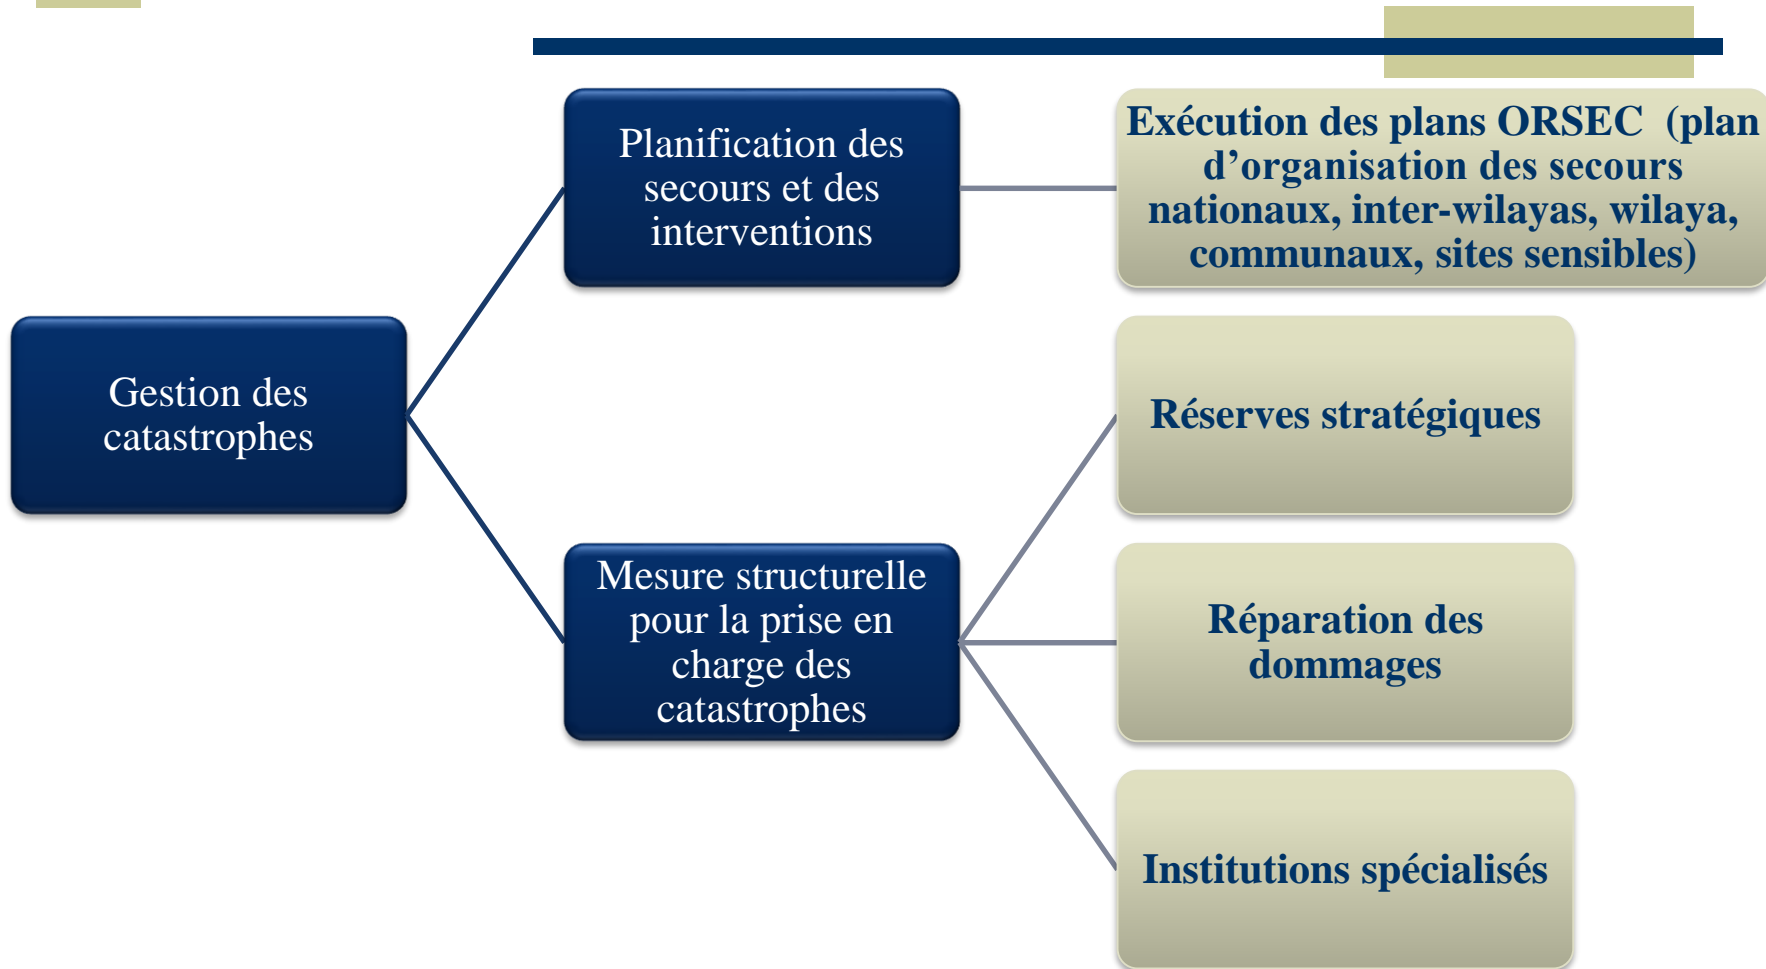 Planification des
secours et des
interventions
Exécution des plans ORSEC (plan
d’organisation des secours
nationaux, inter-wilayas, wilaya,
communaux, sites sensibles)
Gestion des
catastrophes
Réserves stratégiques
Mesure structurelle
pour la prise en
charge des
catastrophes
Réparation des
dommages
Institutions spécialisés